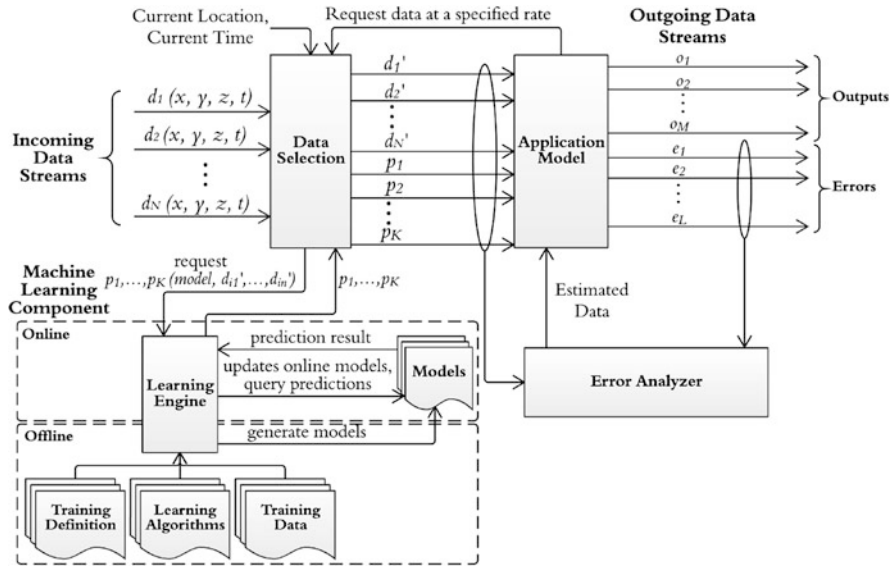 Current Location,
Current Time
Request data at a specified rate
Outgoing Data
Streams
Incoming
Data
Streams
d1 (x, y, z, t)
d2 (x, y, z, t)
⋮
dN (x, y, z, t)
Data
Selection
d1'
d2'
⋮
dN'
p1
p2
⋮
pK
Application
Model
o1
o2
⋮
oM
e1
e2
⋮
eL
Outputs
Errors
request
p1,...,pK (model, di1',...,din')
p1,...,pK
Machine
Learning
Component
Estimated
Data
Online
Learning
Engine
prediction result
updates online models,
query predictions
Models
Error Analyzer
Offline
generate models
Training
Definition
Learning
Algorithms
Training
Data